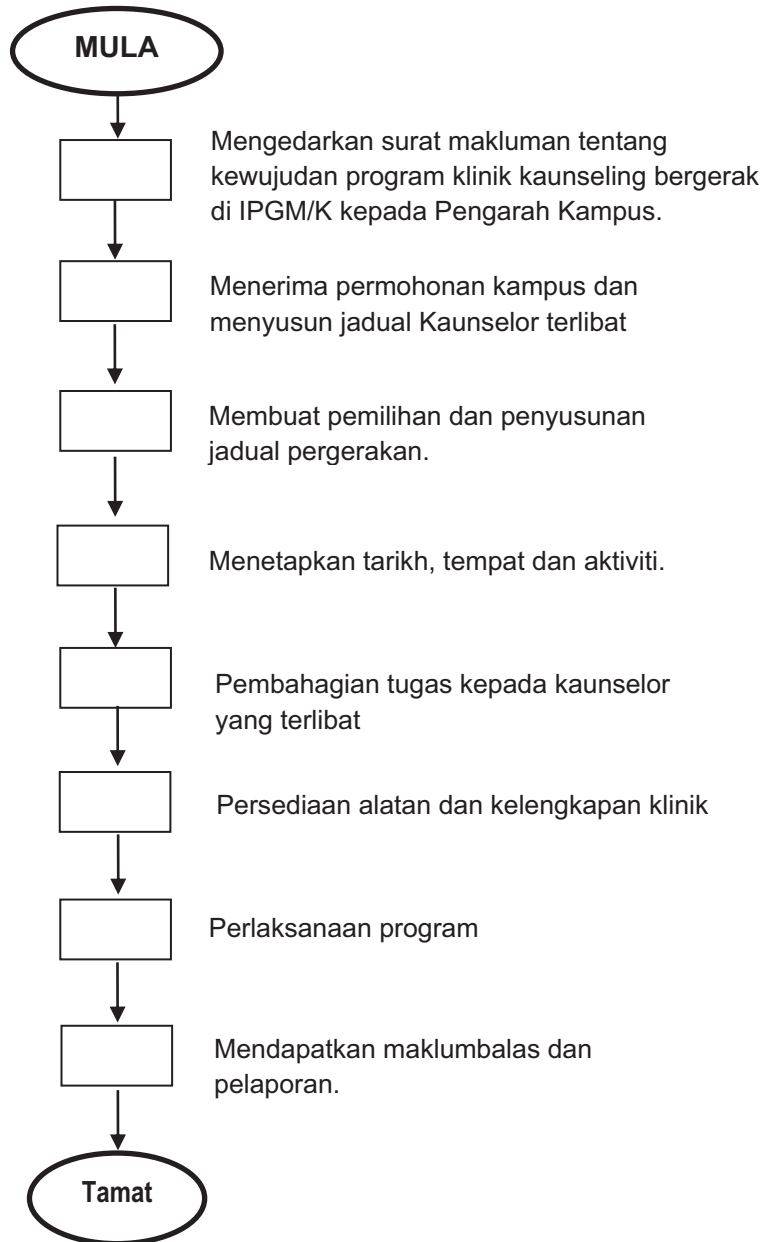 MULA
Mengedarkan surat makluman tentang
kewujudan program klinik kaunseling bergerak
di IPGM/K kepada Pengarah Kampus.
Menerima permohonan kampus dan
menyusun jadual Kaunselor terlibat
Membuat pemilihan dan penyusunan
jadual pergerakan.
Menetapkan tarikh, tempat dan aktiviti.
Pembahagian tugas kepada kaunselor
yang terlibat
Persediaan alatan dan kelengkapan klinik
Perlaksanaan program
Mendapatkan maklumbalas dan
pelaporan.
Tamat